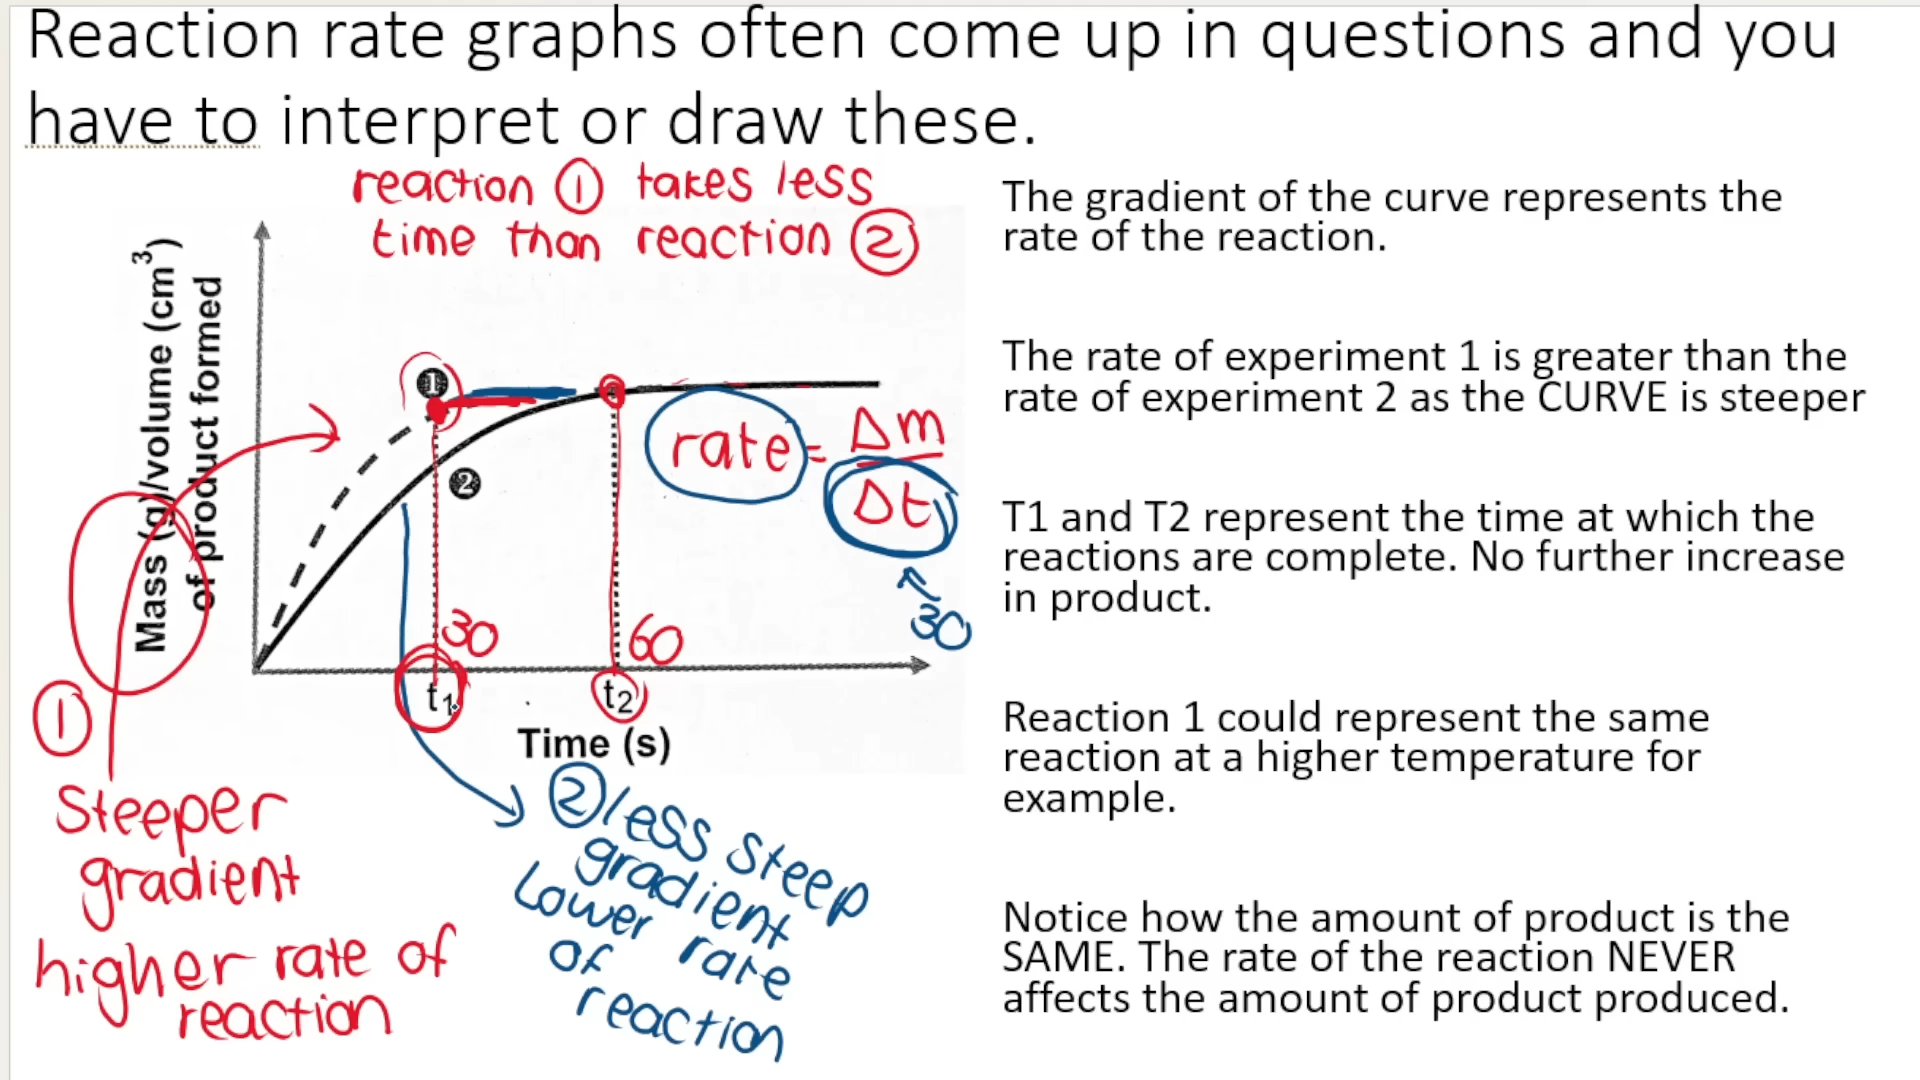 Reaction rate graphs often come up in questions and you
have to interpret or draw these.
reaction ① takes less
time than reaction ②
Mass (g)/volume (cm³)
of product formed
❶
❷
rate = Δm
Δt
30
30
60
t₁
t₂
Time (s)
①
Steeper
gradient
higher rate of
reaction
② less steep
gradient
Lower rate
of
reaction
The gradient of the curve represents the
rate of the reaction.
The rate of experiment 1 is greater than the
rate of experiment 2 as the CURVE is steeper
T1 and T2 represent the time at which the
reactions are complete. No further increase
in product.
Reaction 1 could represent the same
reaction at a higher temperature for
example.
Notice how the amount of product is the
SAME. The rate of the reaction NEVER
affects the amount of product produced.